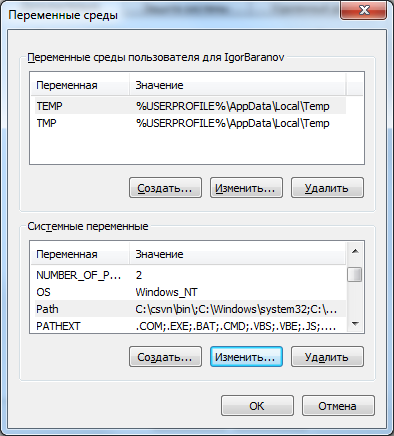 Переменные среды
Переменные среды пользователя для IgorBaranov
Переменная Значение
TEMP %USERPROFILE%\AppData\Local\Temp
TMP %USERPROFILE%\AppData\Local\Temp
Создать... Изменить... Удалить
Системные переменные
Переменная Значение
NUMBER_OF_P... 2
OS Windows_NT
Path C:\csvn\bin\;C:\Windows\system32;C:\...
PATHEXT .COM;.EXE;.BAT;.CMD;.VBS;.VBE;.JS;....
Создать... Изменить... Удалить
OK Отмена